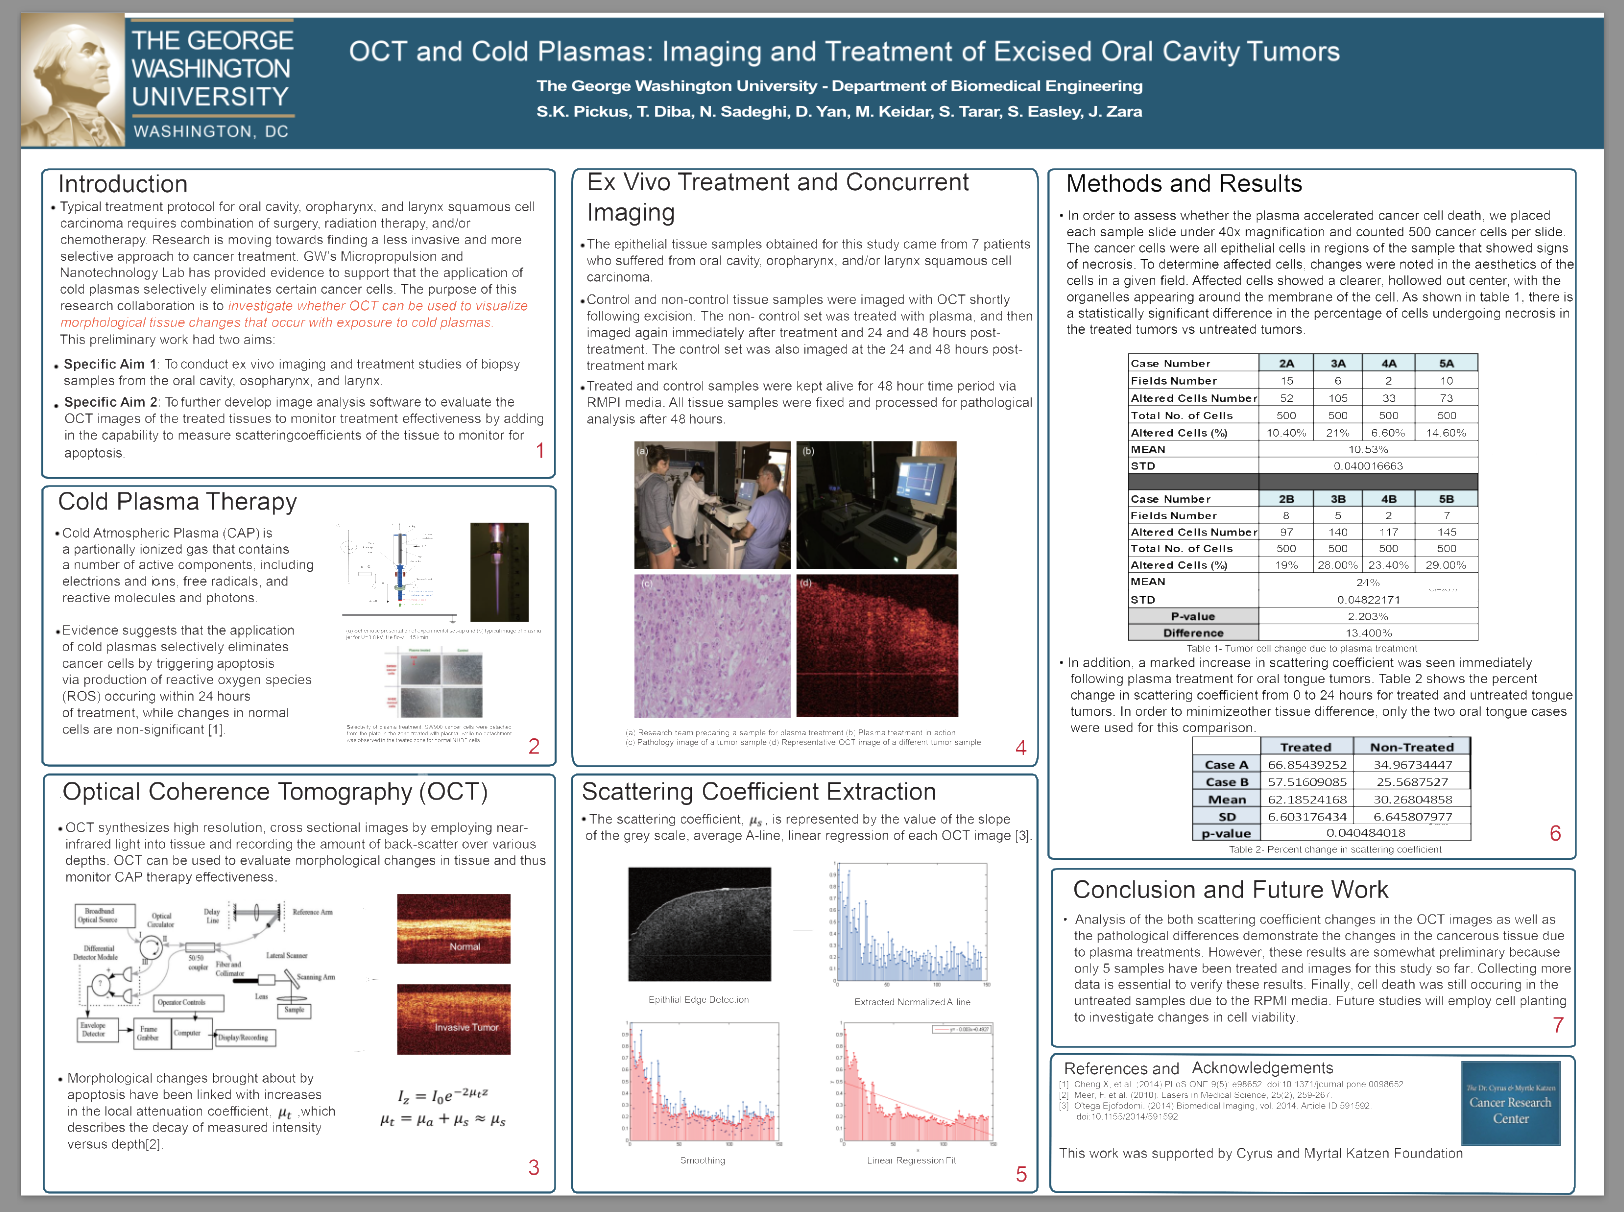 THE GEORGE
WASHINGTON
UNIVERSITY
WASHINGTON, DC
OCT and Cold Plasmas: Imaging and Treatment of Excised Oral Cavity Tumors
The George Washington University - Department of Biomedical Engineering
S.K. Pickus, T. Diba, N. Sadeghi, D. Yan, M. Keidar, S. Tarar, S. Easley, J. Zara
Introduction
• Typical treatment protocol for oral cavity, oropharynx, and larynx squamous cell
carcinoma requires combination of surgery, radiation therapy, and/or
chemotherapy. Research is moving towards finding a less invasive and more
selective approach to cancer treatment. GW's Micropropulsion and
Nanotechnology Lab has provided evidence to support that the application of
cold plasmas selectively eliminates certain cancer cells. The purpose of this
research collaboration is to investigate whether OCT can be used to visualize
morphological tissue changes that occur with exposure to cold plasmas.
This preliminary work had two aims:
• Specific Aim 1: To conduct ex vivo imaging and treatment studies of biopsy
samples from the oral cavity, osopharynx, and larynx.
• Specific Aim 2: To further develop image analysis software to evaluate the
OCT images of the treated tissues to monitor treatment effectiveness by adding
in the capability to measure scatteringcoefficients of the tissue to monitor for
apoptosis.
1
Cold Plasma Therapy
• Cold Atmospheric Plasma (CAP) is
a partionally ionized gas that contains
a number of active components, including
electrions and ions, free radicals, and
reactive molecules and photons.
• Evidence suggests that the application
of cold plasmas selectively eliminates
cancer cells by triggering apoptosis
via production of reactive oxygen species
(ROS) occuring within 24 hours
of treatment, while changes in normal
cells are non-significant [1].
2
Optical Coherence Tomography (OCT)
• OCT synthesizes high resolution, cross sectional images by employing near-
infrared light into tissue and recording the amount of back-scatter over various
depths. OCT can be used to evaluate morphological changes in tissue and thus
monitor CAP therapy effectiveness.
Broadband
Optical Source
Optical
Circulator
Delay
Line
Reference Arm
I
II
III
Differential
Detector Module
50/50
coupler
Fiber and
Collimator
Lateral Scanner
Scanning Arm
Lens
Sample
Operator Controls
Envelope
Detector
Frame
Grabber
Computer
Display/Recording
Normal
Invasive Tumor
• Morphological changes brought about by
apoptosis have been linked with increases
in the local attenuation coefficient, μt ,which
describes the decay of measured intensity
versus depth[2].
Iz = I0e−2μtz
μt = μa + μs ≈ μs
3
Ex Vivo Treatment and Concurrent
Imaging
• The epithelial tissue samples obtained for this study came from 7 patients
who suffered from oral cavity, oropharynx, and/or larynx squamous cell
carcinoma.
• Control and non-control tissue samples were imaged with OCT shortly
following excision. The non- control set was treated with plasma, and then
imaged again immediately after treatment and 24 and 48 hours post-
treatment. The control set was also imaged at the 24 and 48 hours post-
treatment mark
• Treated and control samples were kept alive for 48 hour time period via
RMPI media. All tissue samples were fixed and processed for pathological
analysis after 48 hours.
(a)
(b)
(c)
(d)
(a) Research team preparing a sample for plasma treatment (b) Plasma treatment in action
(c) Pathology image of a tumor sample (d) Representative OCT image of a different tumor sample
4
Scattering Coefficient Extraction
• The scattering coefficient, μs, is represented by the value of the slope
of the grey scale, average A-line, linear regression of each OCT image [3].
Epithlial Edge Detection
Extracted Normalized A line
Smoothing
Linear Regression Fit
5
Methods and Results
• In order to assess whether the plasma accelerated cancer cell death, we placed
each sample slide under 40x magnification and counted 500 cancer cells per slide.
The cancer cells were all epithelial cells in regions of the sample that showed signs
of necrosis. To determine affected cells, changes were noted in the aesthetics of the
cells in a given field. Affected cells showed a clearer, hollowed out center, with the
organelles appearing around the membrane of the cell. As shown in table 1, there is
a statistically significant difference in the percentage of cells undergoing necrosis in
the treated tumors vs untreated tumors.
Case Number 2A 3A 4A 5A
Fields Number 15 6 2 10
Altered Cells Number 52 105 33 73
Total No. of Cells 500 500 500 500
Altered Cells (%) 10.40% 21% 6.60% 14.60%
MEAN 10.53%
STD 0.040016663
Case Number 2B 3B 4B 5B
Fields Number 8 5 2 7
Altered Cells Number 97 140 117 145
Total No. of Cells 500 500 500 500
Altered Cells (%) 19% 28.00% 23.40% 29.00%
MEAN 24%
STD 0.04822171
P-value 2.203%
Difference 13.400%
Table 1- Tumor cell change due to plasma treatment
• In addition, a marked increase in scattering coefficient was seen immediately
following plasma treatment for oral tongue tumors. Table 2 shows the percent
change in scattering coefficient from 0 to 24 hours for treated and untreated tongue
tumors. In order to minimizeother tissue difference, only the two oral tongue cases
were used for this comparison.
Treated Non-Treated
Case A 66.85439252 34.96734447
Case B 57.51609085 25.5687527
Mean 62.18524168 30.26804858
SD 6.603176434 6.645807977
p-value 0.040484018
Table 2- Percent change in scattering coefficient
6
Conclusion and Future Work
• Analysis of the both scattering coefficient changes in the OCT images as well as
the pathological differences demonstrate the changes in the cancerous tissue due
to plasma treatments. However, these results are somewhat preliminary because
only 5 samples have been treated and images for this study so far. Collecting more
data is essential to verify these results. Finally, cell death was still occuring in the
untreated samples due to the RPMI media. Future studies will employ cell planting
to investigate changes in cell viability.
7
References and Acknowledgements
[1] Cheng X, et al. (2014) PLoS ONE 9(5): e98652. doi:10.1371/journal.pone.0098652
[2] Meer, F. et al. (2010). Lasers in Medical Science, 25(2), 259-267.
[3] O'tega Ejofodomi. (2014) Biomedical Imaging, vol. 2014, Article ID 591592
doi:10.1155/2014/591592
This work was supported by Cyrus and Myrtal Katzen Foundation
The Dr. Cyrus & Myrtle Katzen
Cancer Research
Center